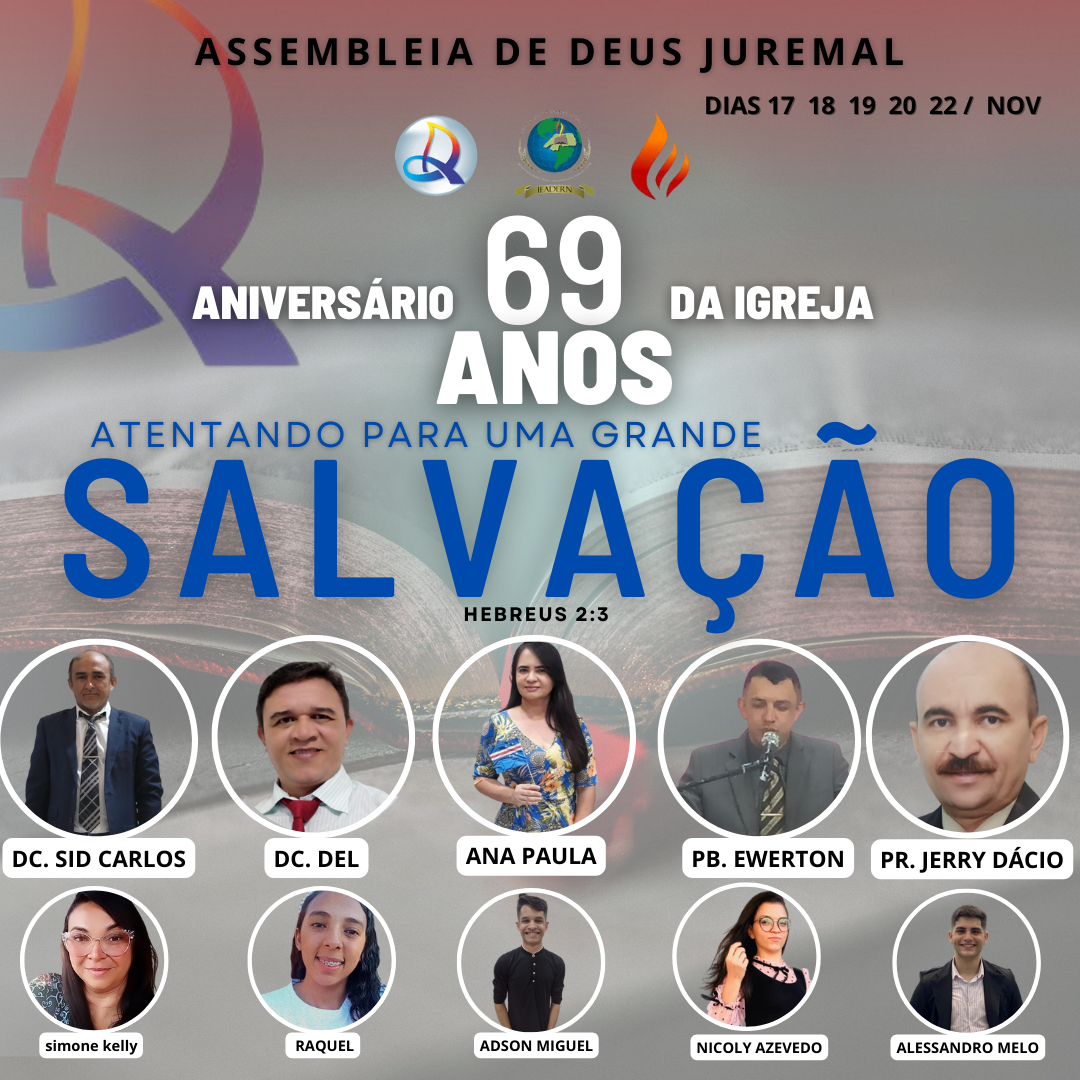 ASSEMBLEIA DE DEUS JUREMAL
DIAS 17 18 19 20 22 / NOV
IEADERN
69
ANIVERSÁRIO DA IGREJA
ANOS
ATENTANDO PARA UMA GRANDE
SALVAÇÃO
HEBREUS 2:3
DC. SID CARLOS
DC. DEL
ANA PAULA
PB. EWERTON
PR. JERRY DÁCIO
simone kelly
RAQUEL
ADSON MIGUEL
NICOLY AZEVEDO
ALESSANDRO MELO